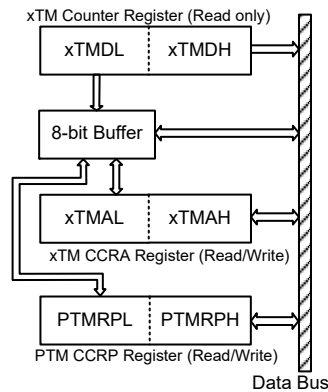 xTM Counter Register (Read only)
xTMDL xTMDH
8-bit Buffer
xTMAL xTMAH
xTM CCRA Register (Read/Write)
PTMRPL PTMRPH
PTM CCRP Register (Read/Write)
Data Bus